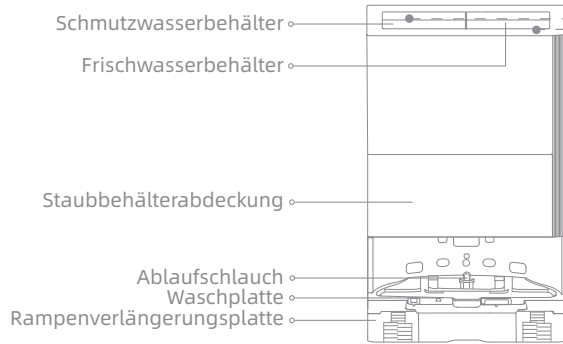 Schmutzwasserbehälter
Frischwasserbehälter
Staubbehälterabdeckung
Ablaufschlauch
Waschplatte
Rampenverlängerungsplatte